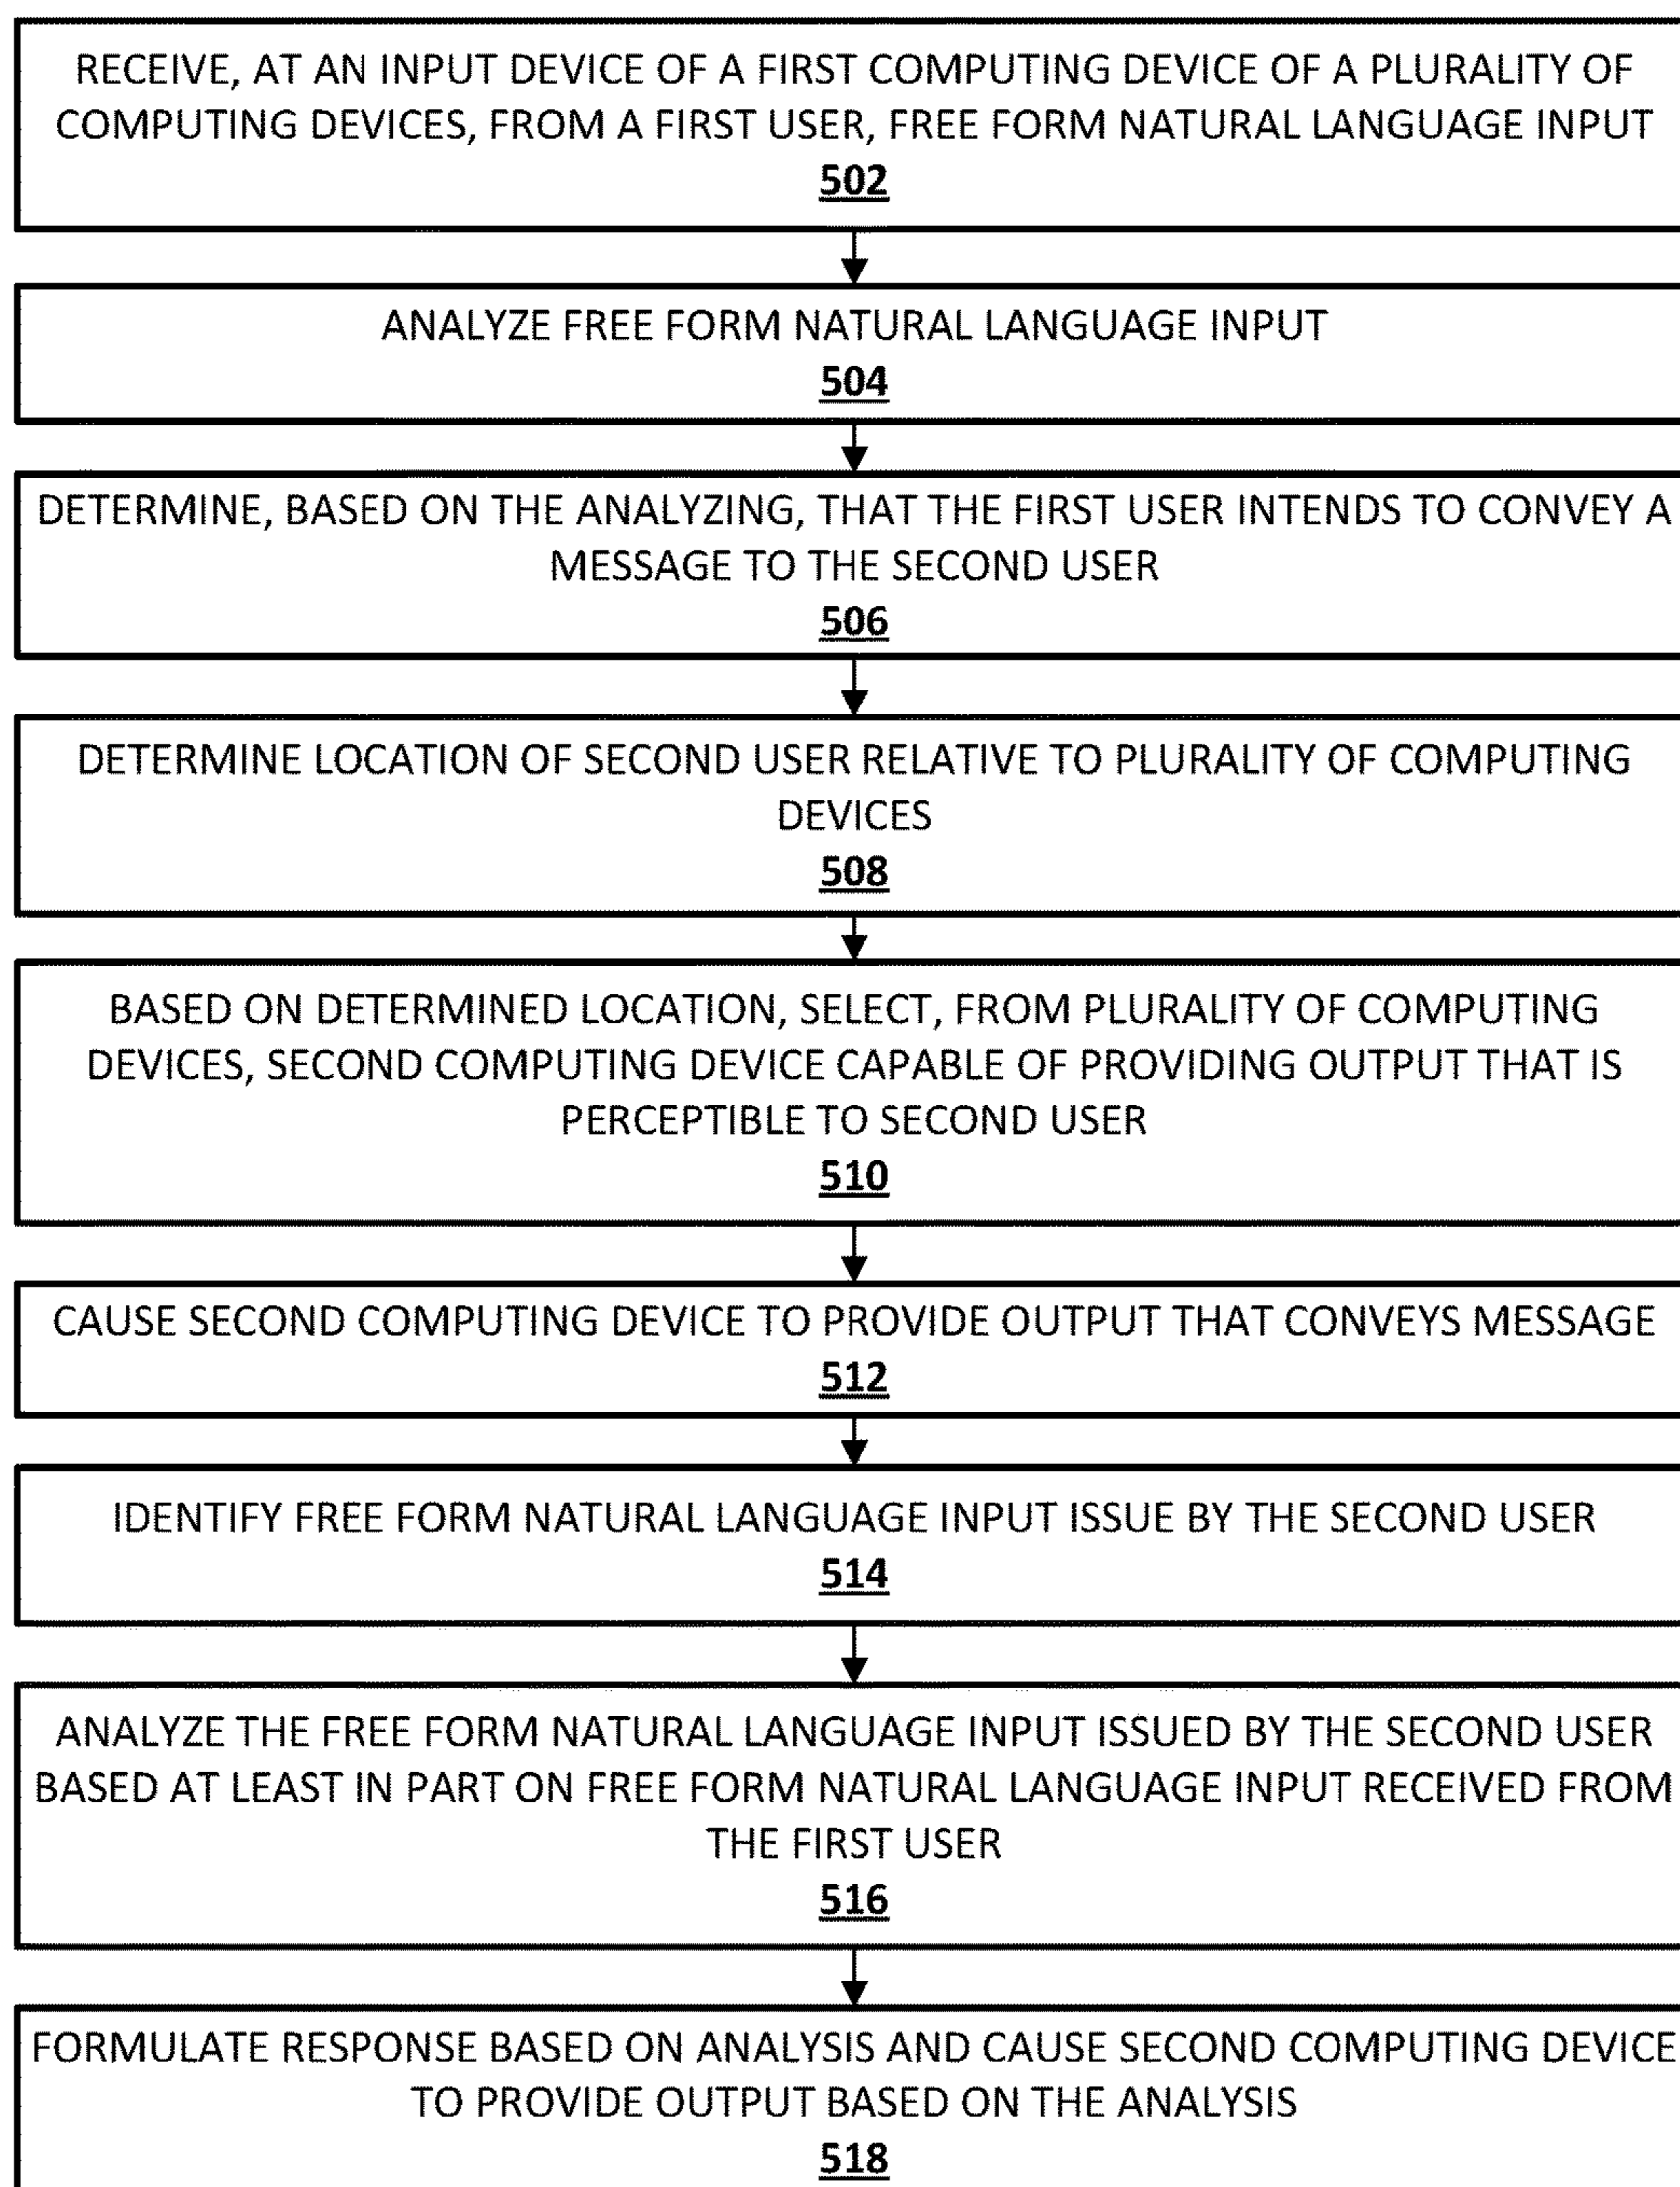 RECEIVE, AT AN INPUT DEVICE OF A FIRST COMPUTING DEVICE OF A PLURALITY OF
COMPUTING DEVICES, FROM A FIRST USER, FREE FORM NATURAL LANGUAGE INPUT
502
ANALYZE FREE FORM NATURAL LANGUAGE INPUT
504
DETERMINE, BASED ON THE ANALYZING, THAT THE FIRST USER INTENDS TO CONVEY A
MESSAGE TO THE SECOND USER
506
DETERMINE LOCATION OF SECOND USER RELATIVE TO PLURALITY OF COMPUTING
DEVICES
508
BASED ON DETERMINED LOCATION, SELECT, FROM PLURALITY OF COMPUTING
DEVICES, SECOND COMPUTING DEVICE CAPABLE OF PROVIDING OUTPUT THAT IS
PERCEPTIBLE TO SECOND USER
510
CAUSE SECOND COMPUTING DEVICE TO PROVIDE OUTPUT THAT CONVEYS MESSAGE
512
IDENTIFY FREE FORM NATURAL LANGUAGE INPUT ISSUE BY THE SECOND USER
514
ANALYZE THE FREE FORM NATURAL LANGUAGE INPUT ISSUED BY THE SECOND USER
BASED AT LEAST IN PART ON FREE FORM NATURAL LANGUAGE INPUT RECEIVED FROM
THE FIRST USER
516
FORMULATE RESPONSE BASED ON ANALYSIS AND CAUSE SECOND COMPUTING DEVICE
TO PROVIDE OUTPUT BASED ON THE ANALYSIS
518